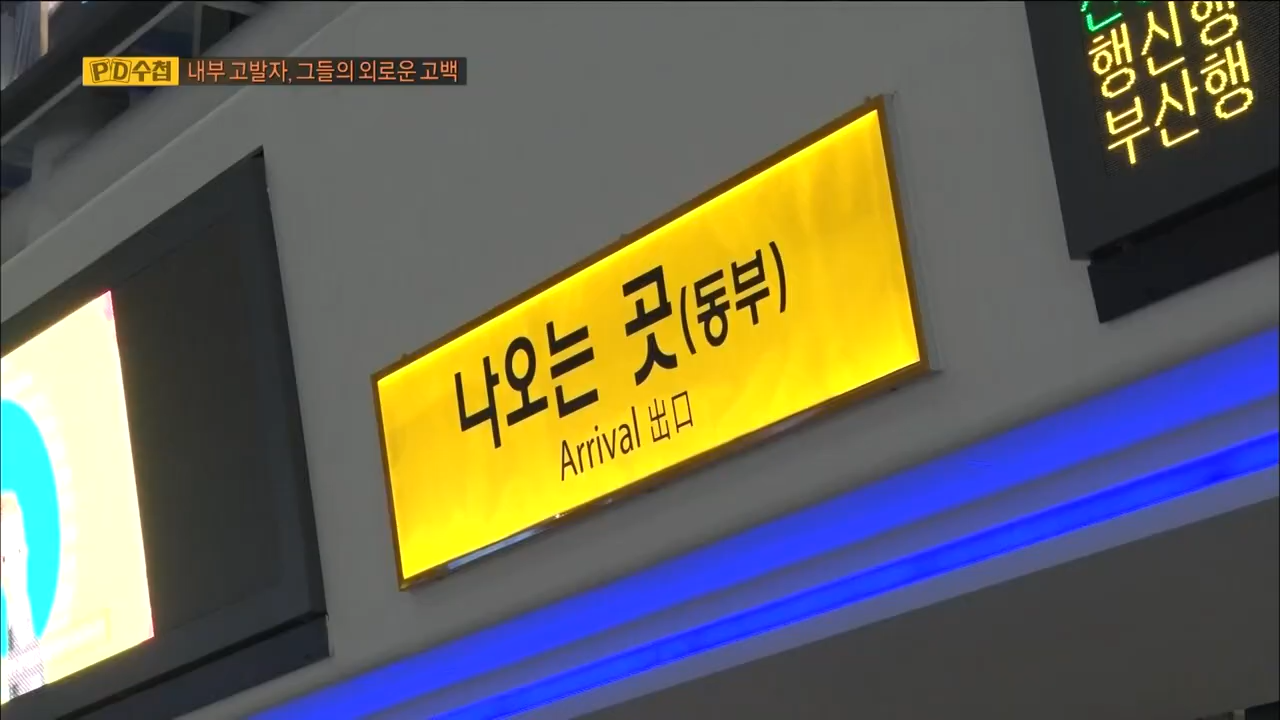 PD수첩 내부 고발자, 그들의 외로운 고백
행신행
부산행
나오는 곳(동부)
Arrival 出口